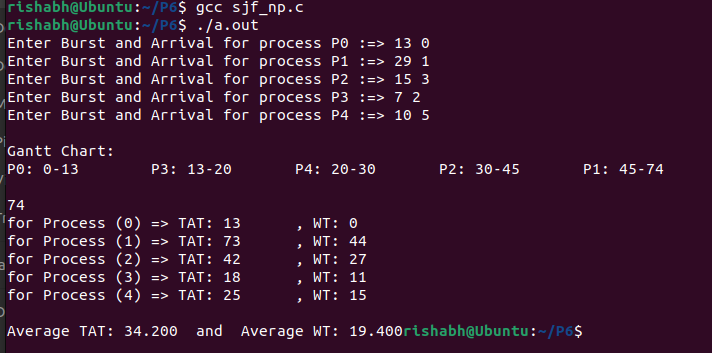 rishabh@Ubuntu:~/P6$ gcc sjf_np.c
rishabh@Ubuntu:~/P6$ ./a.out
Enter Burst and Arrival for process P0 :=> 13 0
Enter Burst and Arrival for process P1 :=> 29 1
Enter Burst and Arrival for process P2 :=> 15 3
Enter Burst and Arrival for process P3 :=> 7 2
Enter Burst and Arrival for process P4 :=> 10 5
Gantt Chart:
P0: 0-13 P3: 13-20 P4: 20-30 P2: 30-45 P1: 45-74
74
for Process (0) => TAT: 13 , WT: 0
for Process (1) => TAT: 73 , WT: 44
for Process (2) => TAT: 42 , WT: 27
for Process (3) => TAT: 18 , WT: 11
for Process (4) => TAT: 25 , WT: 15
Average TAT: 34.200 and Average WT: 19.400rishabh@Ubuntu:~/P6$